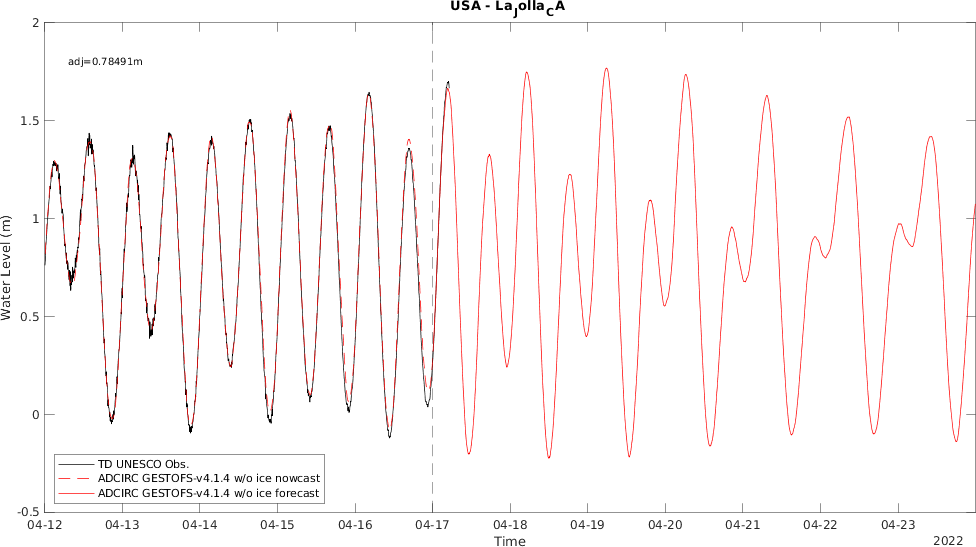 USA - LaJollaCA
adj=0.78491m
2
1.5
1
0.5
0
-0.5
Water Level (m)
TD UNESCO Obs.
ADCIRC GESTOFS-v4.1.4 w/o ice nowcast
ADCIRC GESTOFS-v4.1.4 w/o ice forecast
04-12 04-13 04-14 04-15 04-16 04-17 04-18 04-19 04-20 04-21 04-22 04-23
Time
2022